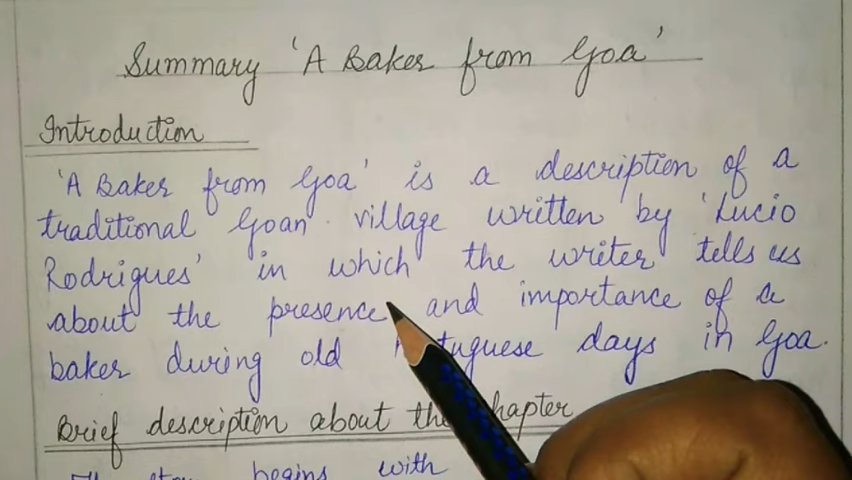 Summary 'A Baker from Goa'
Introduction
'A Baker from Goa' is a description of a
traditional Goan village written by 'Lucio
Rodrigues' in which the writer tells us
about the presence and importance of a
baker during old tuguese days in Goa.
Brief description about the hapter
begins with